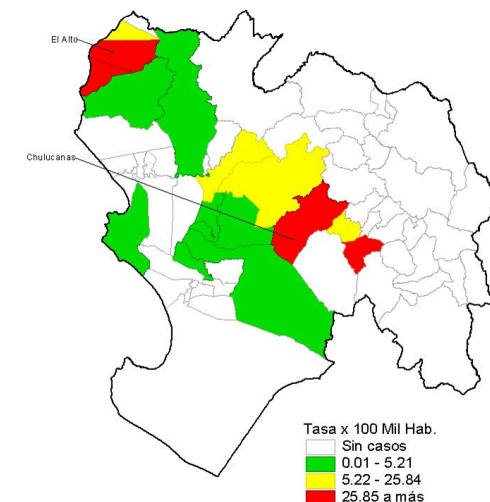 El Alto
Chulucanas
Tasa x 100 Mil Hab.
Sin casos
0.01 - 5.21
5.22 - 25.84
25.85 a más